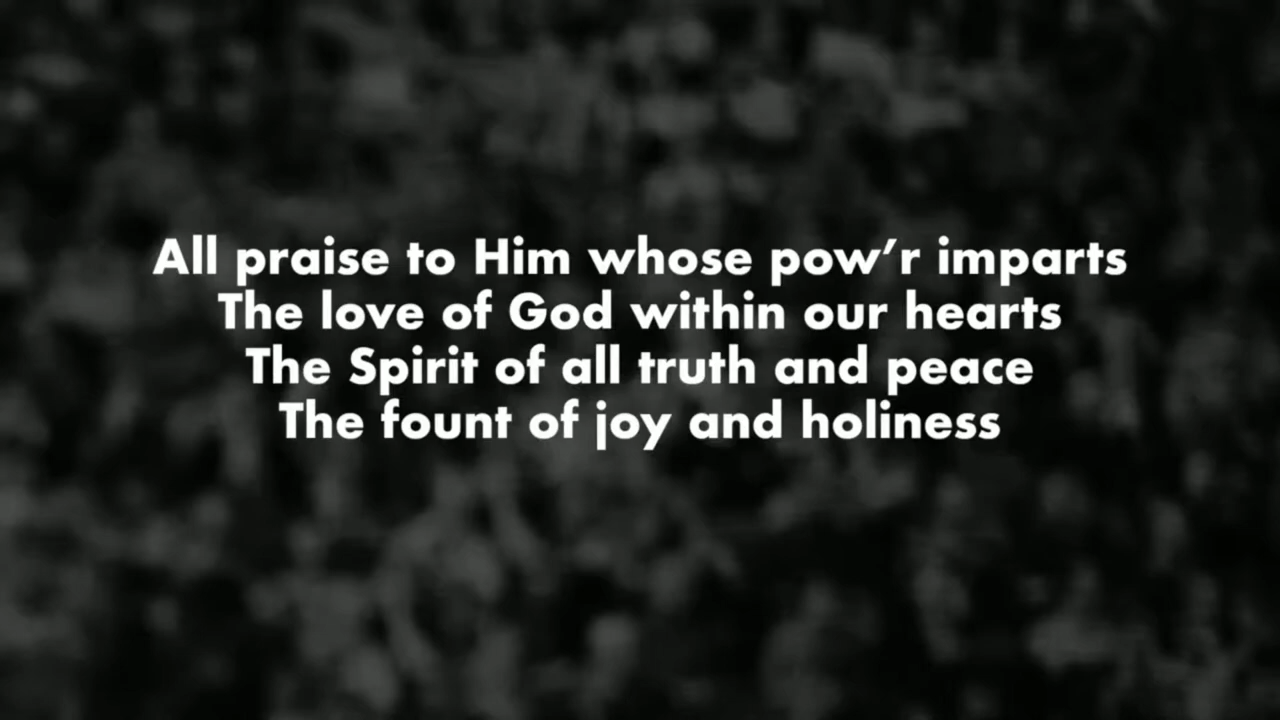 All praise to Him whose pow’r imparts
The love of God within our hearts
The Spirit of all truth and peace
The fount of joy and holiness